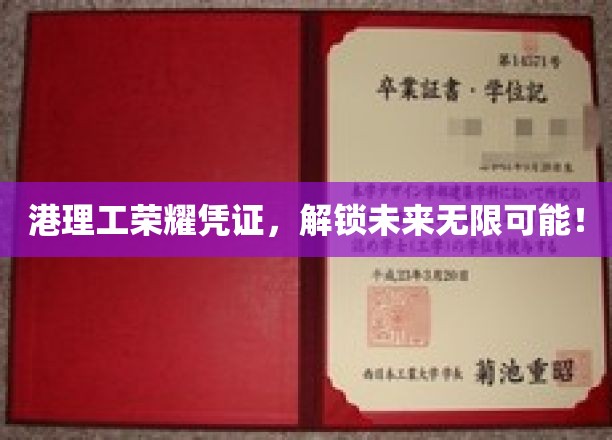 第14571号
卒業証書・学位記
本学デザイン学部建築学科において所定の
港理工荣耀凭证，解锁未来无限可能！
認め学士(工学)の学位を授与する
平成23年3月20日
西日本工業大学学長 菊池重昭